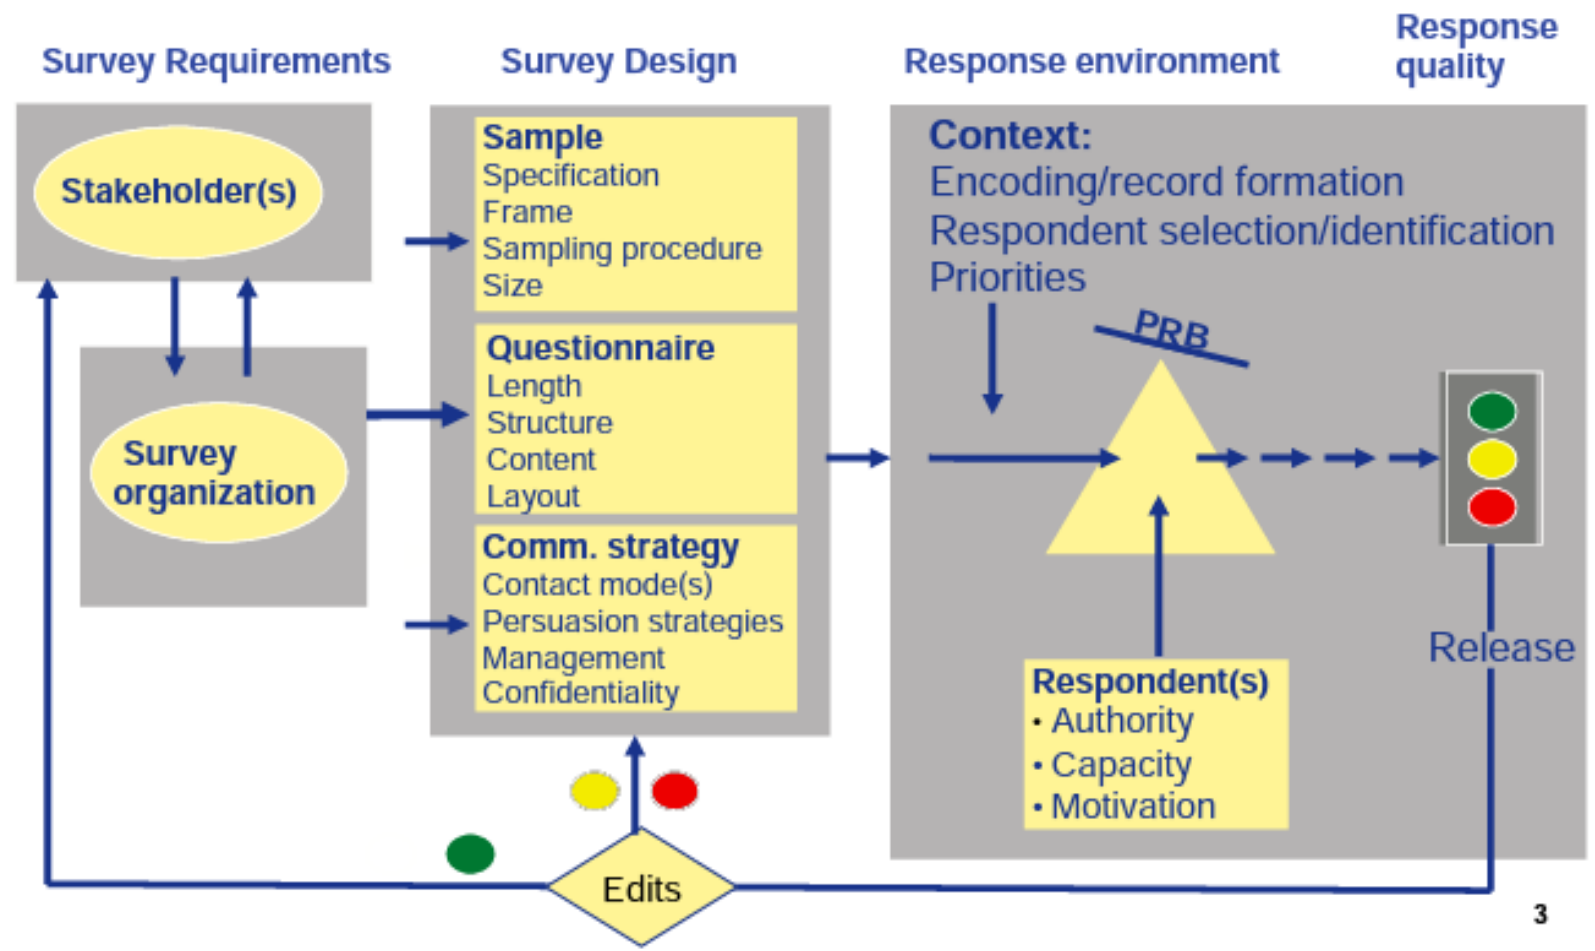 Survey Requirements
Survey Design
Response environment
Response
quality
Stakeholder(s)
Survey
organization
Sample
Specification
Frame
Sampling procedure
Size
Questionnaire
Length
Structure
Content
Layout
Comm. strategy
Contact mode(s)
Persuasion strategies
Management
Confidentiality
Context:
Encoding/record formation
Respondent selection/identification
Priorities
PRB
Respondent(s)
• Authority
• Capacity
• Motivation
Release
Edits
3